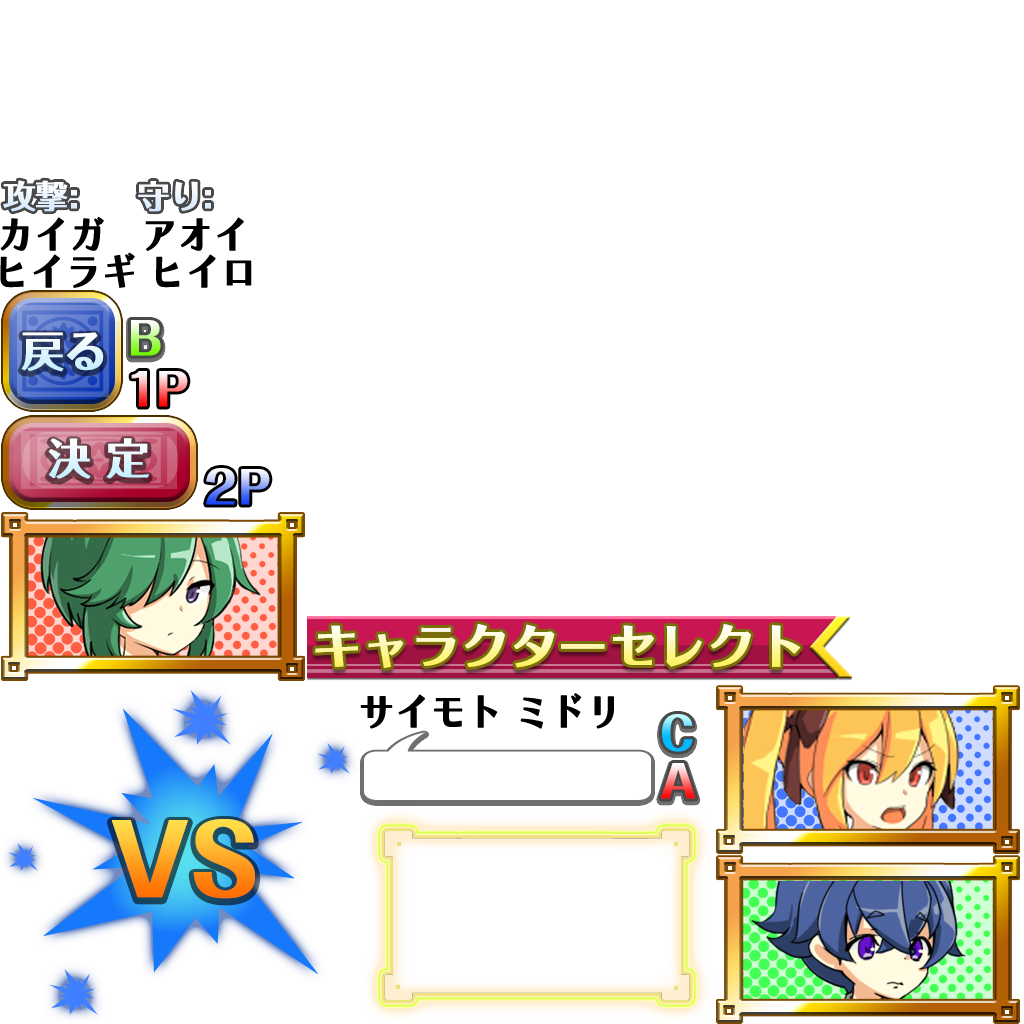 攻撃: 守り:
カイガ アオイ
ヒイラギ ヒイロ
戻る
B
1P
決定
2P
キャラクターセレクト
サイモト ミドリ
C
A
VS